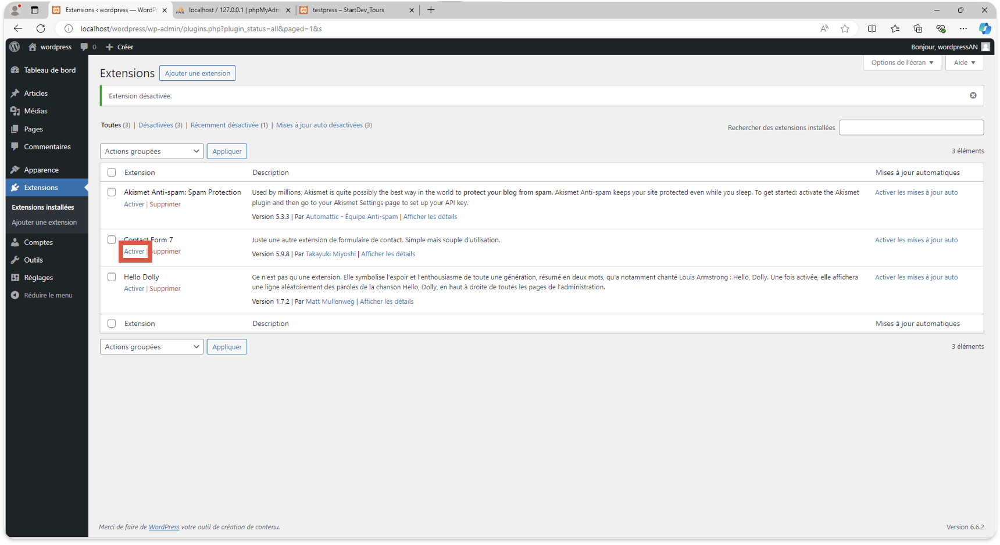 Extensions ‹ wordpress — WordPr
localhost / 127.0.0.1 | phpMyAdm
testpress – StartDev_Tours
localhost/wordpress/wp-admin/plugins.php?plugin_status=all&paged=1&s
wordpress
0
Créer
Bonjour, wordpressAN
Tableau de bord
Articles
Médias
Pages
Commentaires
Apparence
Extensions
Extensions installées
Ajouter une extension
Comptes
Outils
Réglages
Réduire le menu
Options de l’écran
Aide
Extensions
Ajouter une extension
Extension désactivée.
Toutes (3) | Désactivées (3) | Récemment désactivée (1) | Mises à jour auto désactivées (3)
Rechercher des extensions installées
Actions groupées
Appliquer
3 éléments
Extension
Description
Mises à jour automatiques
Akismet Anti-spam: Spam Protection
Activer | Supprimer
Used by millions, Akismet is quite possibly the best way in the world to protect your blog from spam. Akismet Anti-spam keeps your site protected even while you sleep. To get started: activate the Akismet
plugin and then go to your Akismet Settings page to set up your API key.
Version 5.3.3 | Par Automattic - Équipe Anti-spam | Afficher les détails
Activer les mises à jour auto
Contact Form 7
Activer | Supprimer
Juste une autre extension de formulaire de contact. Simple mais souple d’utilisation.
Version 5.9.8 | Par Takayuki Miyoshi | Afficher les détails
Activer les mises à jour auto
Hello Dolly
Activer | Supprimer
Ce n’est pas qu’une extension. Elle symbolise l’espoir et l’enthousiasme de toute une génération, résumé en deux mots, qu’a notamment chanté Louis Armstrong : Hello, Dolly. Une fois activée, elle affichera
une ligne aléatoirement des paroles de la chanson Hello, Dolly, en haut à droite de toutes les pages de l’administration.
Version 1.7.2 | Par Matt Mullenweg | Afficher les détails
Activer les mises à jour auto
Extension
Description
Mises à jour automatiques
Actions groupées
Appliquer
3 éléments
Merci de faire de WordPress votre outil de création de contenu.
Version 6.6.2